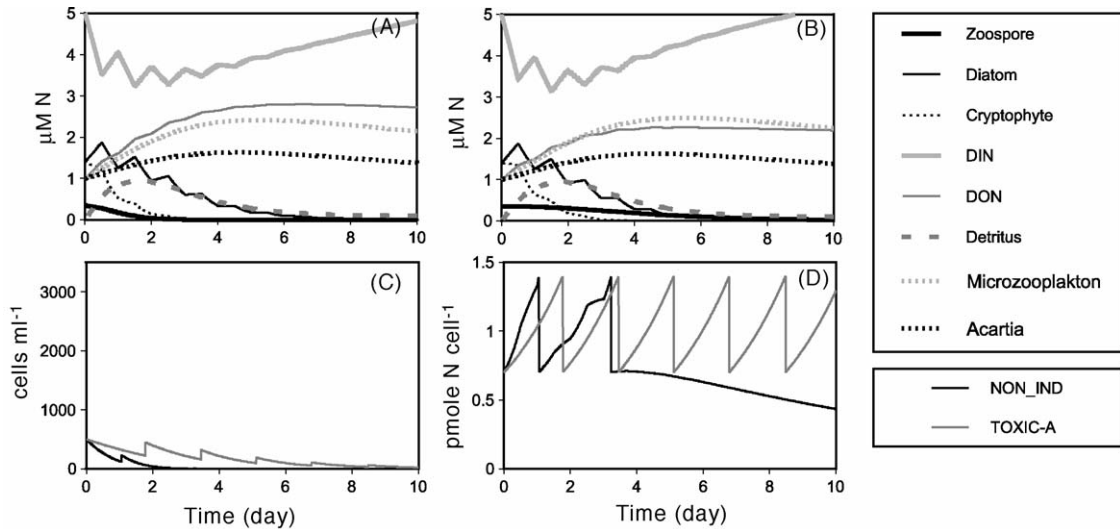 (A)
5
4
3
2
1
0
μM N
0 2 4 6 8 10
(B)
5
4
3
2
1
0
μM N
0 2 4 6 8 10
Zoospore
Diatom
Cryptophyte
DIN
DON
Detritus
Microzooplakton
Acartia
(C)
3000
2000
1000
0
cells ml-1
0 2 4 6 8 10
Time (day)
(D)
1.5
1
0.5
0
pmole N cell-1
0 2 4 6 8 10
Time (day)
NON_IND
TOXIC-A